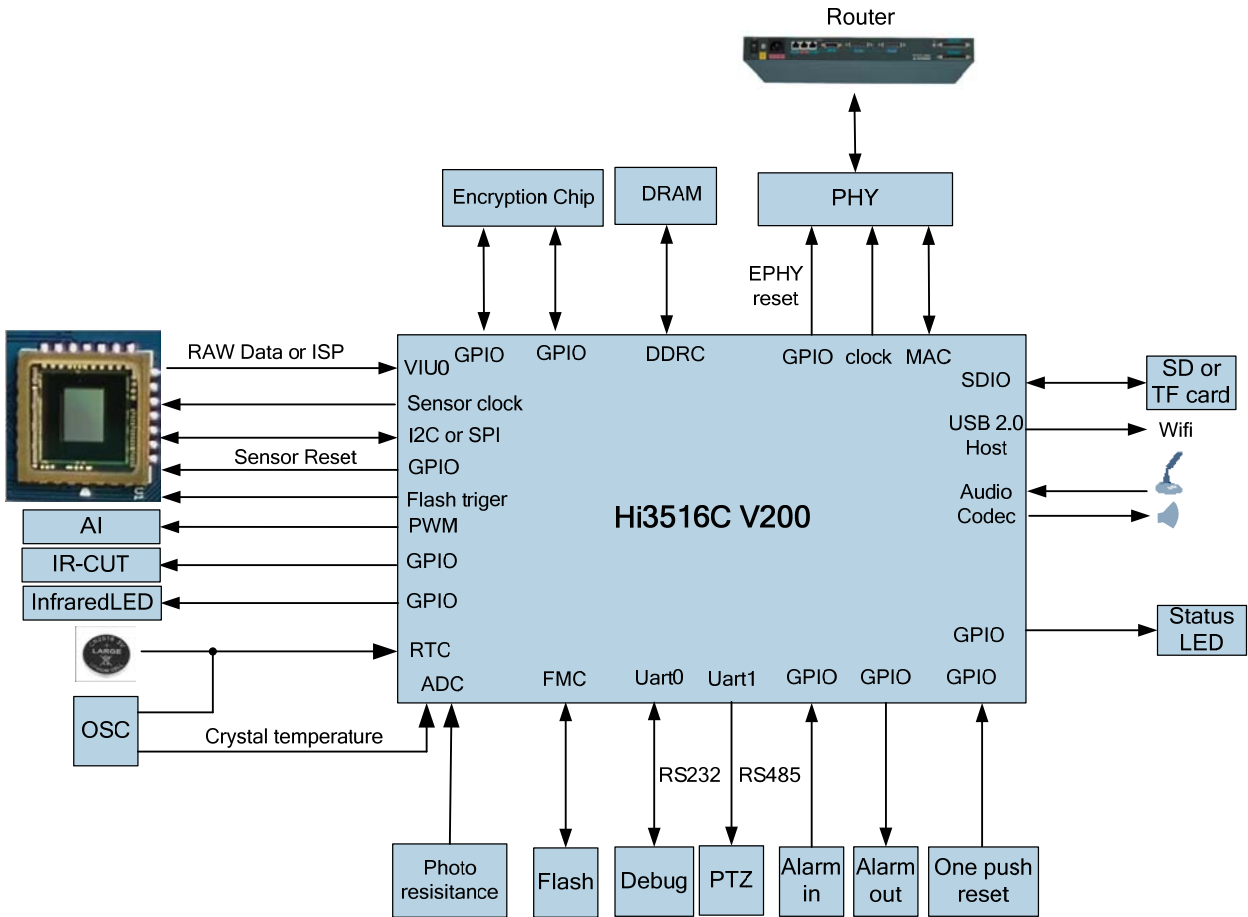 Router
Encryption Chip
DRAM
PHY
EPHY
reset
RAW Data or ISP
VIU0
GPIO
GPIO
DDRC
GPIO
clock
MAC
SDIO
SD or
TF card
Sensor clock
I2C or SPI
USB 2.0
Host
Wifi
Sensor Reset
GPIO
Flash triger
Audio
Codec
Hi3516C V200
AI
PWM
IR-CUT
GPIO
InfraredLED
GPIO
GPIO
Status
LED
LARGE
RTC
ADC
FMC
Uart0
Uart1
GPIO
GPIO
GPIO
OSC
Crystal temperature
RS232
RS485
Photo
resisitance
Flash
Debug
PTZ
Alarm
in
Alarm
out
One push
reset